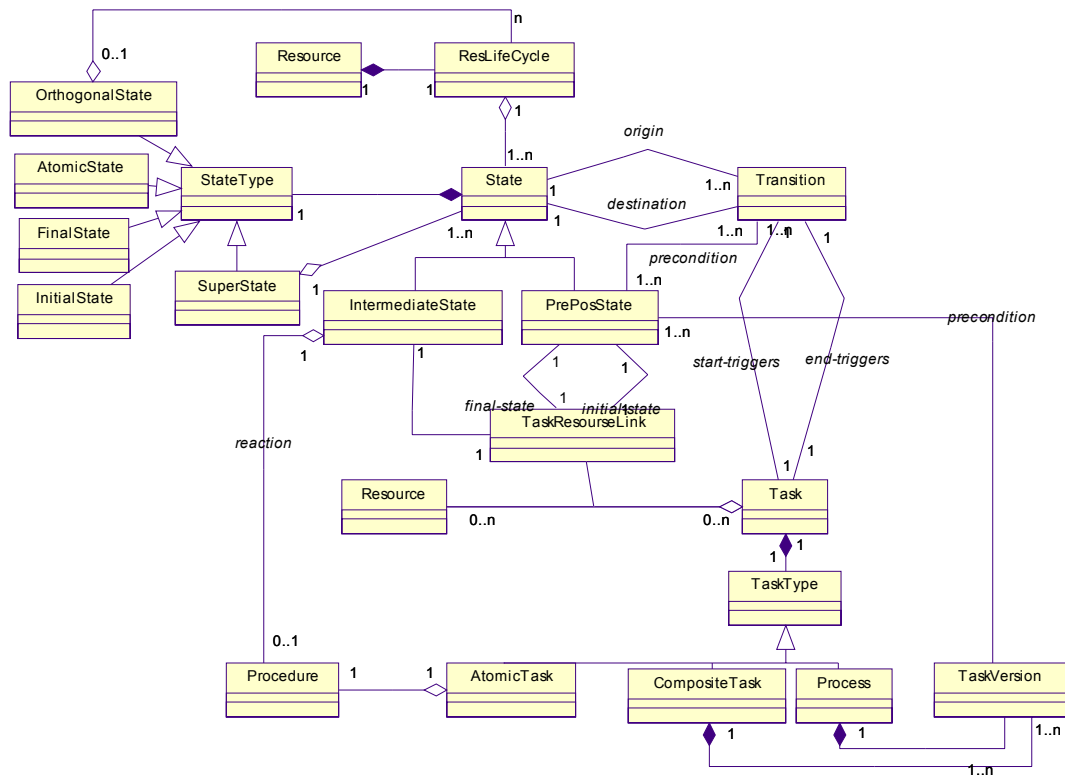 n
0..1
Resource
ResLifeCycle
1
1
OrthogonalState
1
origin
1..n
AtomicState
StateType
State
Transition
1
1..n
destination
FinalState
1
1..n
1
1..n
1..n
1
1
precondition
InitialState
SuperState
1
1..n
IntermediateState
PrePosState
1..n
precondition
1
1
1
1
start-triggers
end-triggers
final-state
1
initial-state
1
reaction
TaskResourseLink
1
1
1
Resource
Task
0..n
0..n
1
1
TaskType
0..1
Procedure
1
1
AtomicTask
CompositeTask
Process
TaskVersion
1
1
1..n
1..n